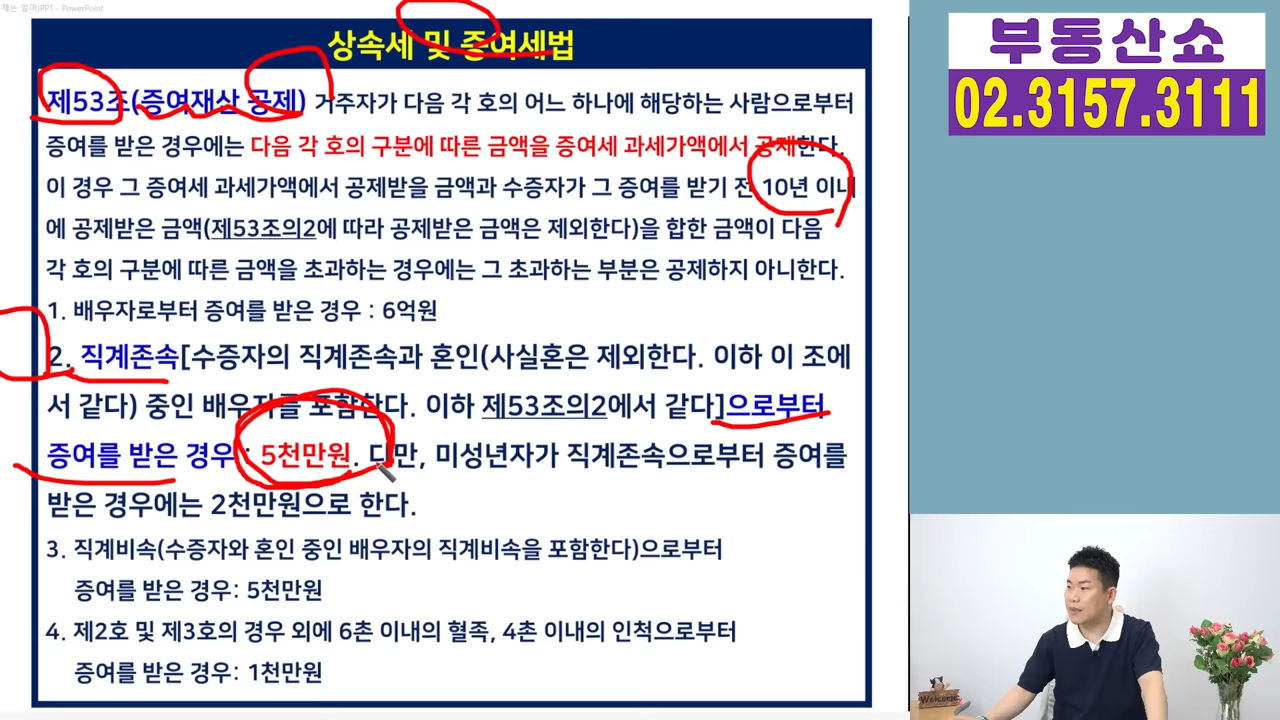 제는 얼마)PPT - PowerPoint
상속세 및 증여세법
제53조(증여재산 공제) 거주자가 다음 각 호의 어느 하나에 해당하는 사람으로부터
증여를 받은 경우에는 다음 각 호의 구분에 따른 금액을 증여세 과세가액에서 공제한다.
이 경우 그 증여세 과세가액에서 공제받을 금액과 수증자가 그 증여를 받기 전 10년 이내
에 공제받은 금액(제53조의2에 따라 공제받은 금액은 제외한다)을 합한 금액이 다음
각 호의 구분에 따른 금액을 초과하는 경우에는 그 초과하는 부분은 공제하지 아니한다.
1. 배우자로부터 증여를 받은 경우 : 6억원
2. 직계존속[수증자의 직계존속과 혼인(사실혼은 제외한다. 이하 이 조에
서 같다) 중인 배우자를 포함한다. 이하 제53조의2에서 같다]으로부터
증여를 받은 경우 : 5천만원. 다만, 미성년자가 직계존속으로부터 증여를
받은 경우에는 2천만원으로 한다.
3. 직계비속(수증자와 혼인 중인 배우자의 직계비속을 포함한다)으로부터
증여를 받은 경우: 5천만원
4. 제2호 및 제3호의 경우 외에 6촌 이내의 혈족, 4촌 이내의 인척으로부터
증여를 받은 경우: 1천만원
부동산쇼
02.3157.3111
Welcome